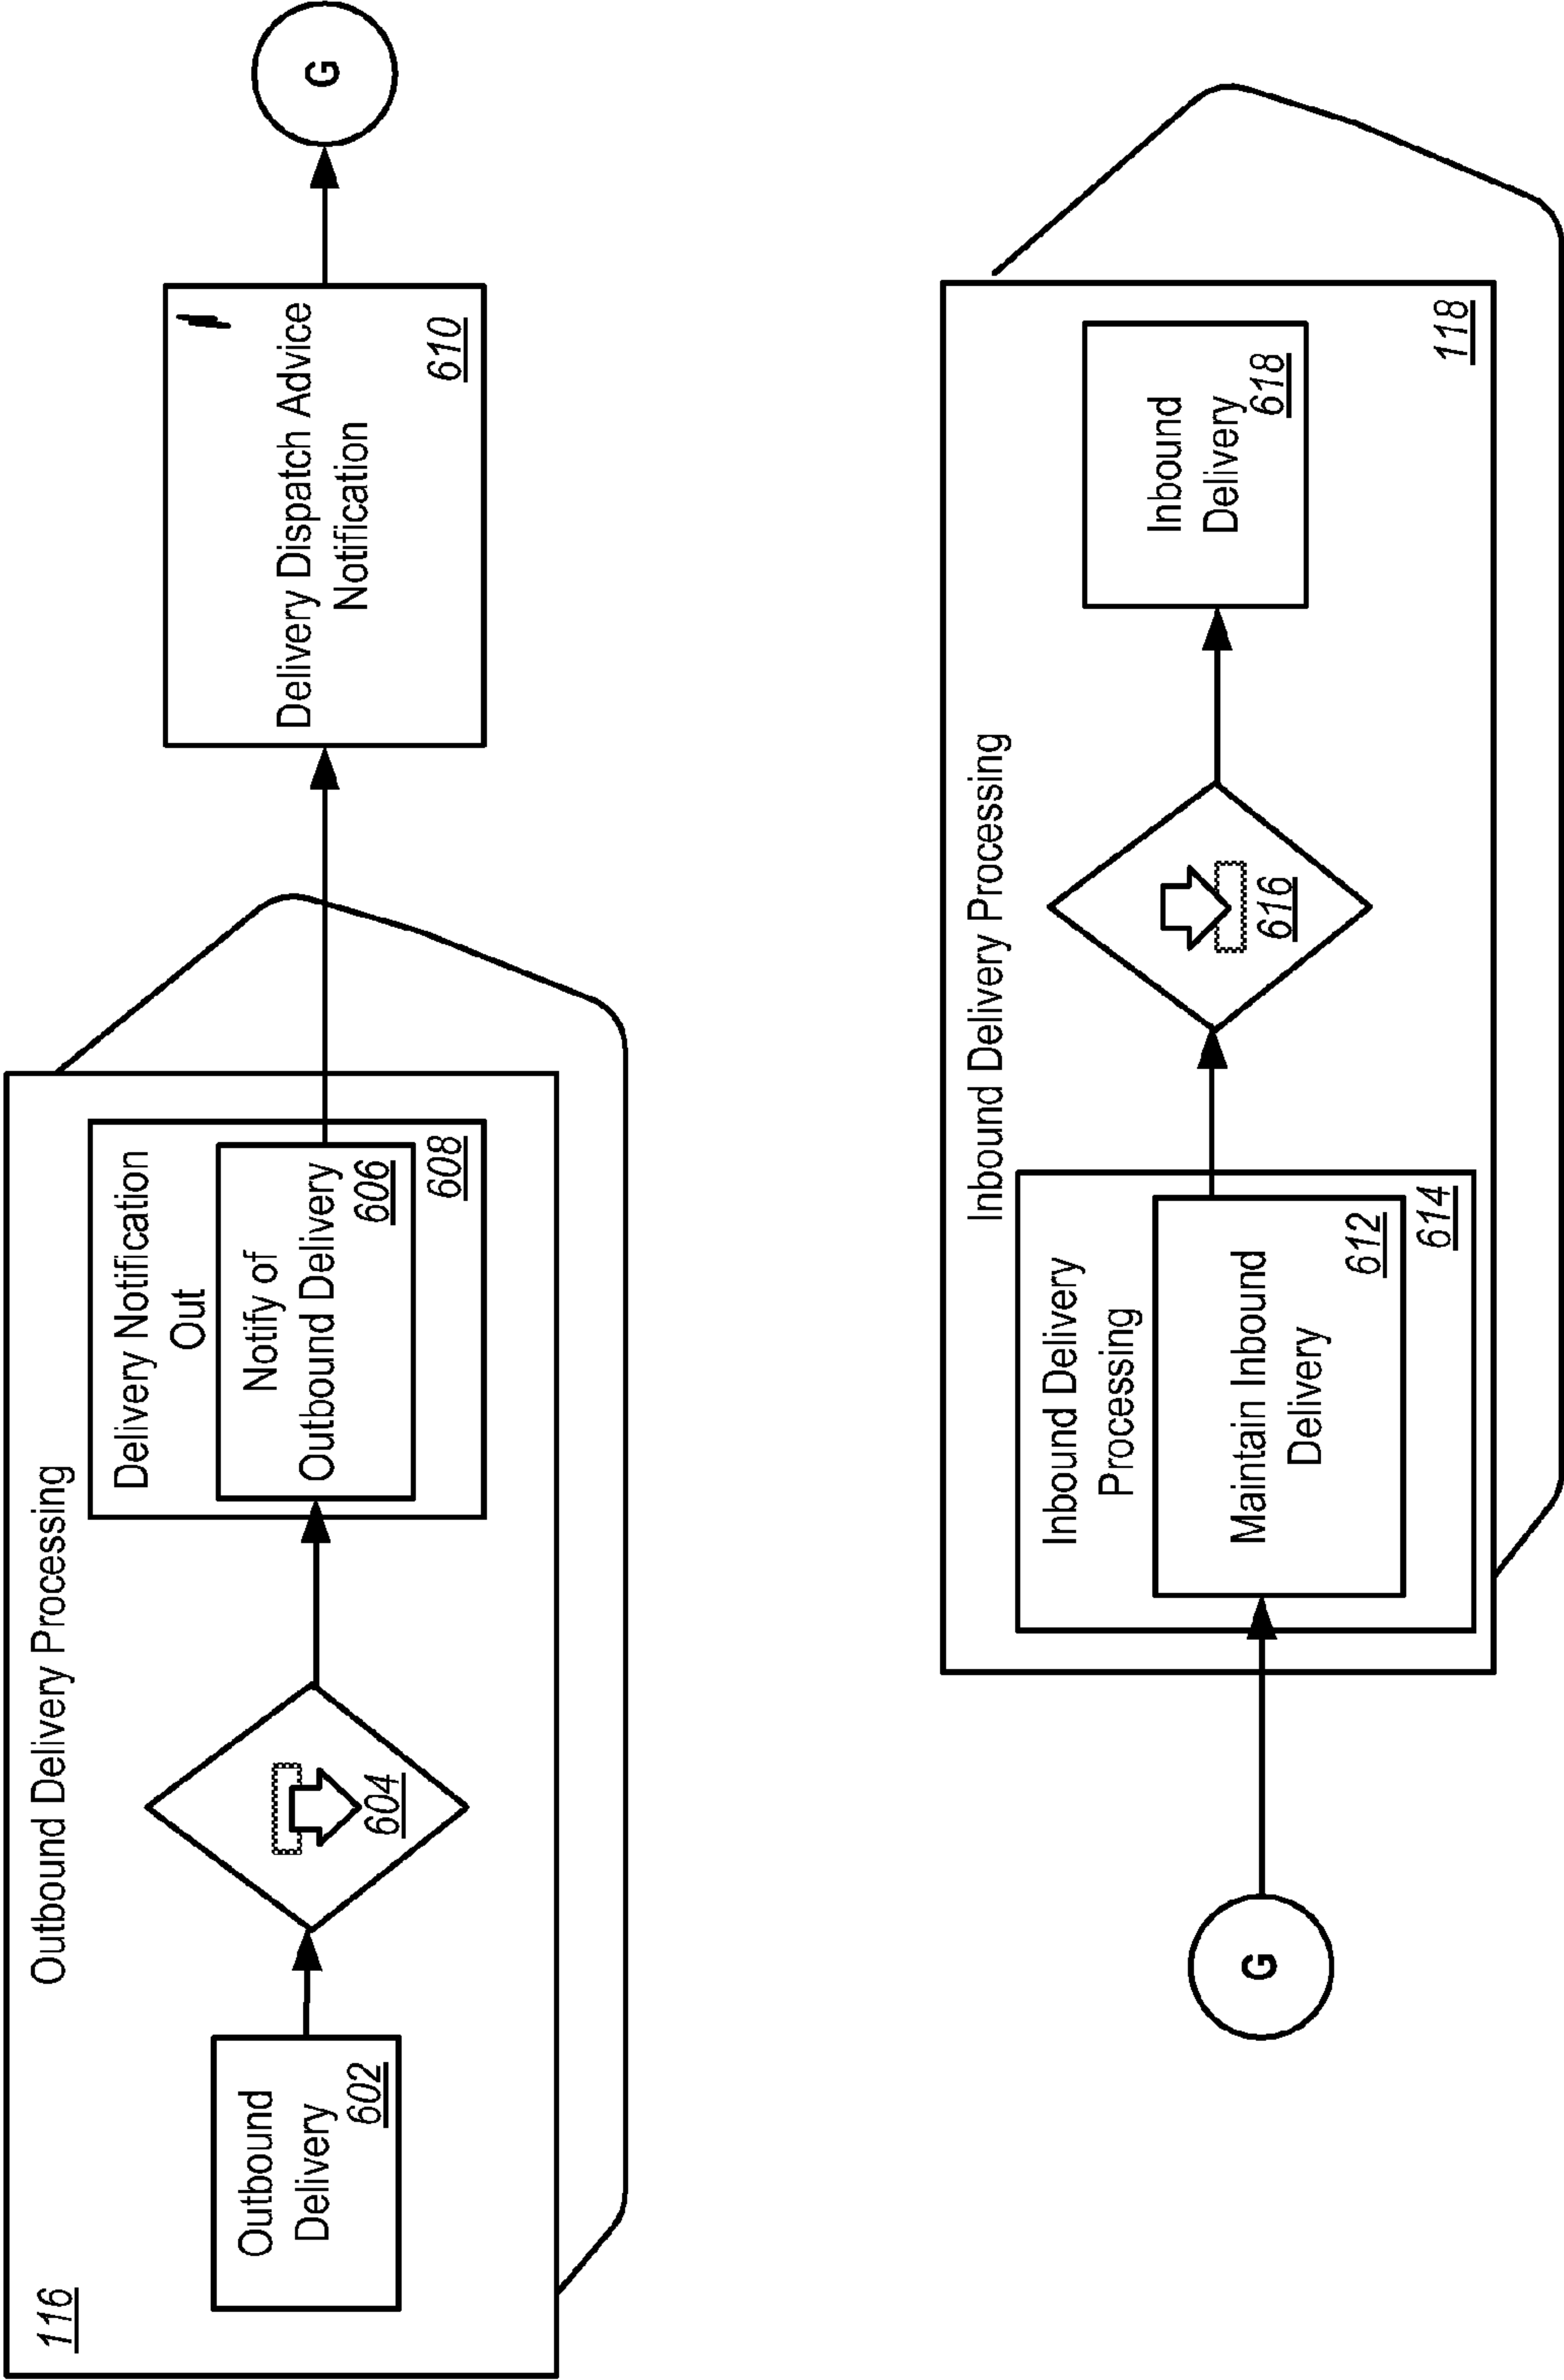 116
Outbound Delivery Processing
Outbound
Delivery
602
604
Delivery Notification
Out
Notify of
Outbound Delivery
606
608
Delivery Dispatch Advice
Notification
610
G
G
Inbound Delivery Processing
Inbound Delivery
Processing
Maintain Inbound
Delivery
612
614
616
Inbound
Delivery
618
118